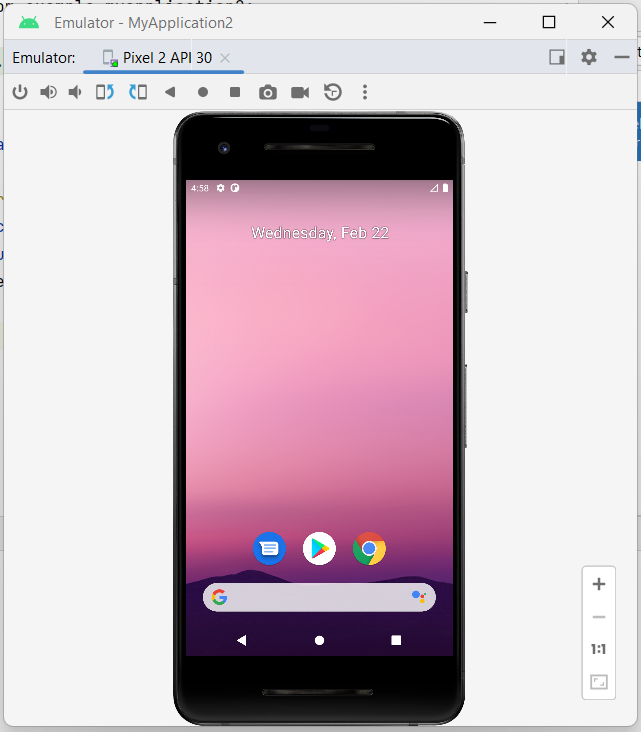 Emulator - MyApplication2
Emulator:
Pixel 2 API 30
4:58
Wednesday, Feb 22
1:1